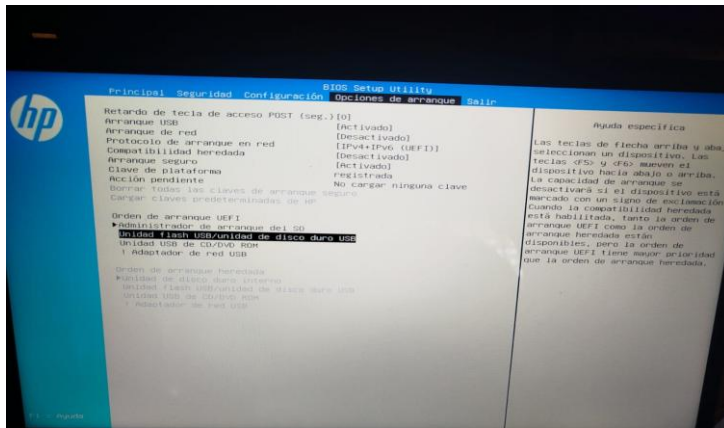 hp
BIOS Setup Utility
Principal Seguridad Configuración Opciones de arranque Salir
Retardo de tecla de acceso POST (seg.) [0]
Arranque USB [Activado]
Arranque de red [Desactivado]
Protocolo de arranque en red [IPv4+IPv6 (UEFI)]
Compatibilidad heredada [Desactivado]
Arranque seguro [Activado]
Clave de plataforma registrada
Acción pendiente No cargar ninguna clave
Borrar todas las claves de arranque seguro
Cargar claves predeterminadas de HP
Orden de arranque UEFI
▶Administrador de arranque del SO
Unidad flash USB/unidad de disco duro USB
Unidad USB de CD/DVD ROM
! Adaptador de red USB
Orden de arranque heredada
▶Unidad de disco duro interno
Unidad flash USB/unidad de disco duro USB
Unidad USB de CD/DVD ROM
! Adaptador de red USB
Ayuda específica
Las teclas de flecha arriba y aba
seleccionan un dispositivo. Las
teclas <F5> y <F6> mueven el
dispositivo hacia abajo o arriba.
La capacidad de arranque se
desactivará si el dispositivo está
marcado con un signo de exclamación
Cuando la compatibilidad heredada
está habilitada, tanto la orden de
arranque UEFI como la orden de
arranque heredada están
disponibles, pero la orden de
arranque UEFI tiene mayor prioridad
que la orden de arranque heredada.
F1 = Ayuda